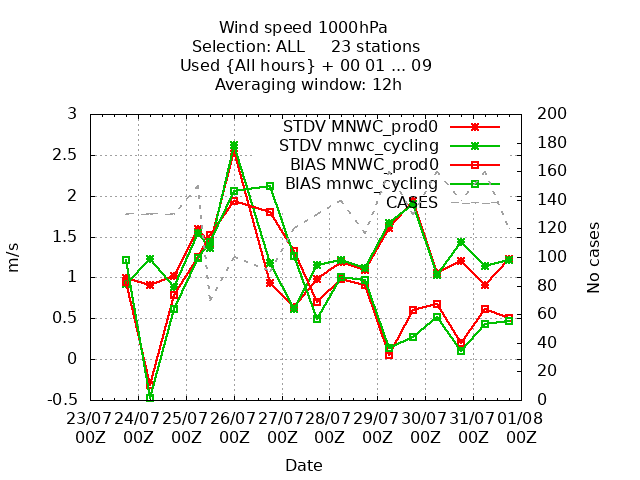 Wind speed 1000hPa
Selection: ALL     23 stations
Used {All hours} + 00 01 ... 09
Averaging window: 12h
STDV MNWC_prod0
STDV mnwc_cycling
BIAS MNWC_prod0
BIAS mnwc_cycling
CASES
3
2.5
2
1.5
1
0.5
0
-0.5
m/s
200
180
160
140
120
100
80
60
40
20
0
No cases
23/07 24/07 25/07 26/07 27/07 28/07 29/07 30/07 31/07 01/08
00Z 00Z 00Z 00Z 00Z 00Z 00Z 00Z 00Z 00Z
Date